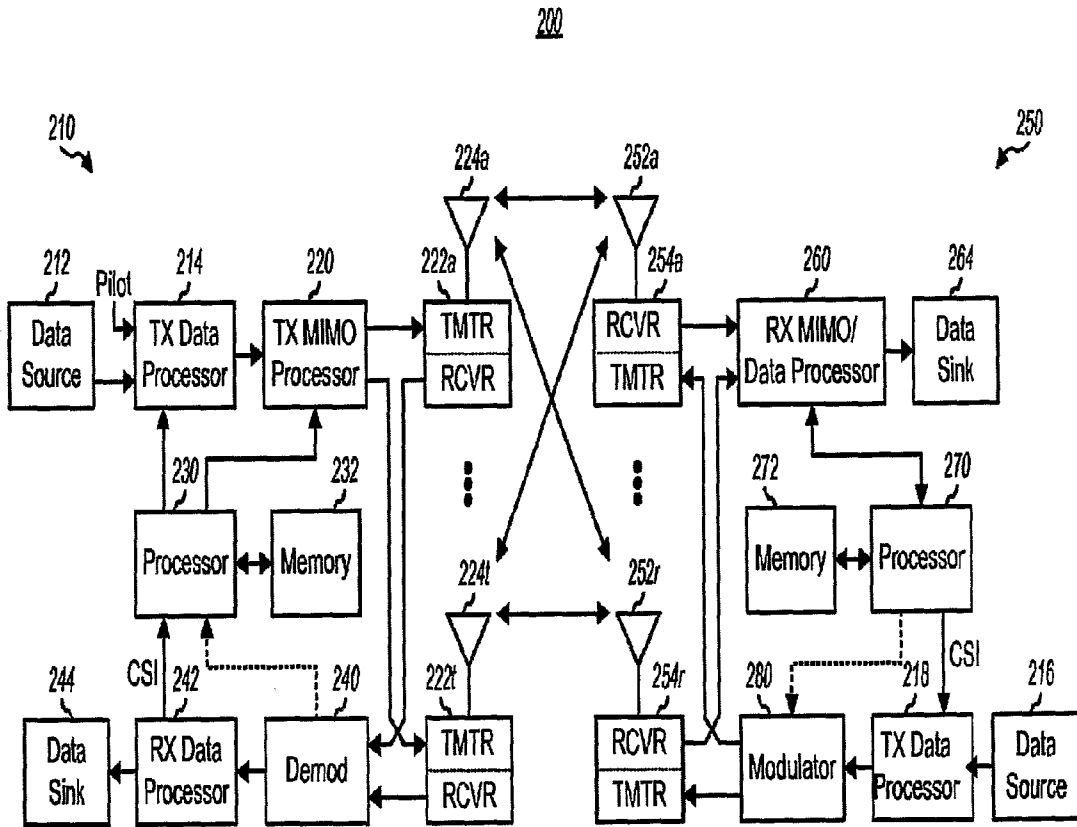 200
210
250
224a
252a
212
Pilot
214
220
222a
254a
260
264
Data
Source
TX Data
Processor
TX MIMO
Processor
TMTR
RCVR
RCVR
TMTR
RX MIMO/
Data Processor
Data
Sink
230
232
272
270
Processor
Memory
Memory
Processor
224t
252r
CSI
CSI
244
242
240
222t
254r
280
218
216
Data
Sink
RX Data
Processor
Demod
TMTR
RCVR
RCVR
TMTR
Modulator
TX Data
Processor
Data
Source